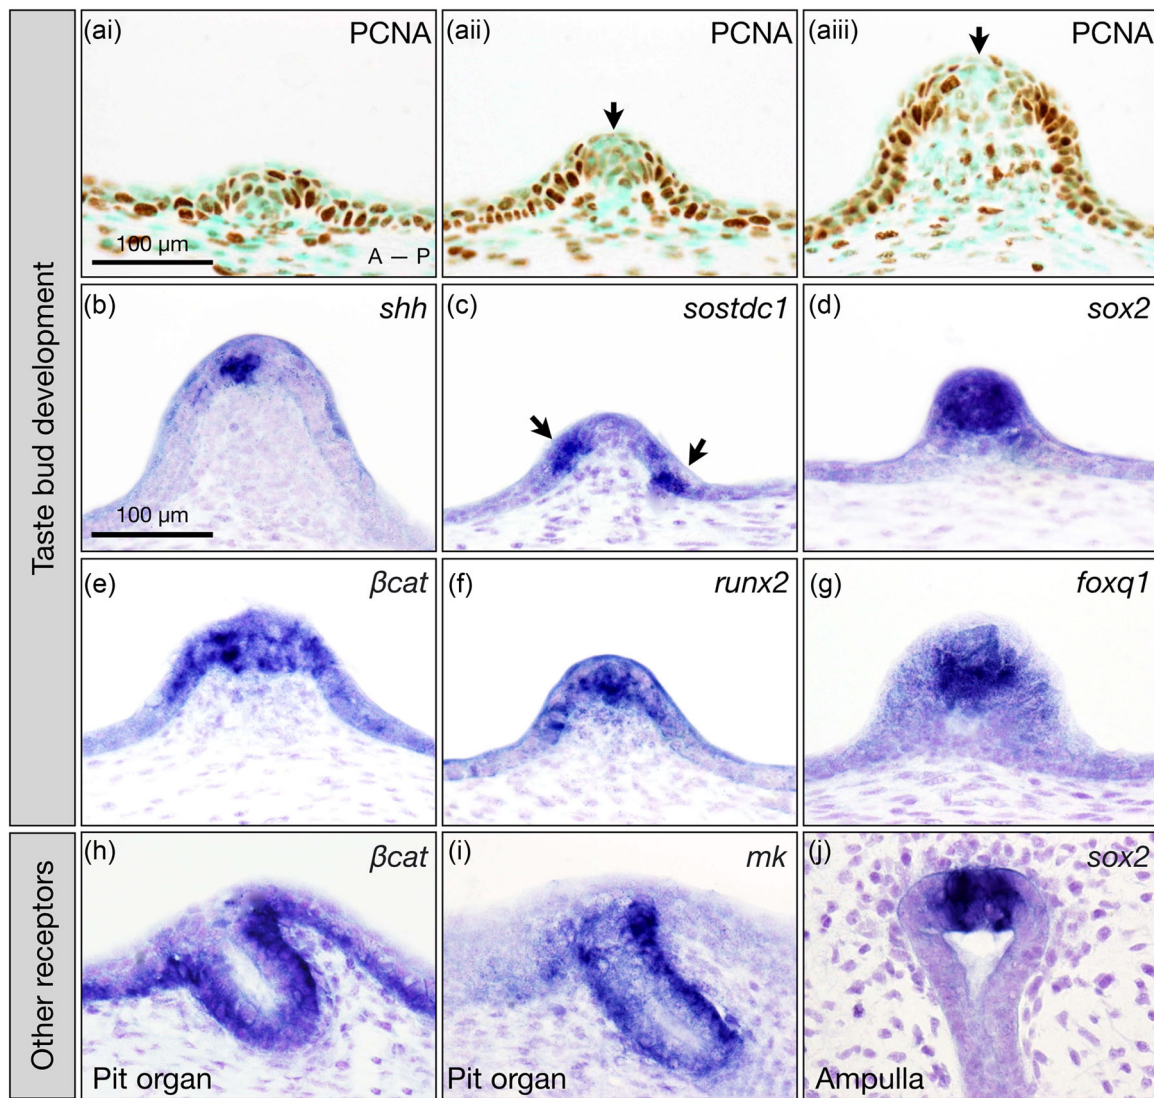 Taste bud development
(ai) PCNA
100 µm
A — P
(aii) PCNA
(aiii) PCNA
(b) shh
100 µm
(c) sostdc1
(d) sox2
(e) βcat
(f) runx2
(g) foxq1
Other receptors
(h) βcat
Pit organ
(i) mk
Pit organ
(j) sox2
Ampulla